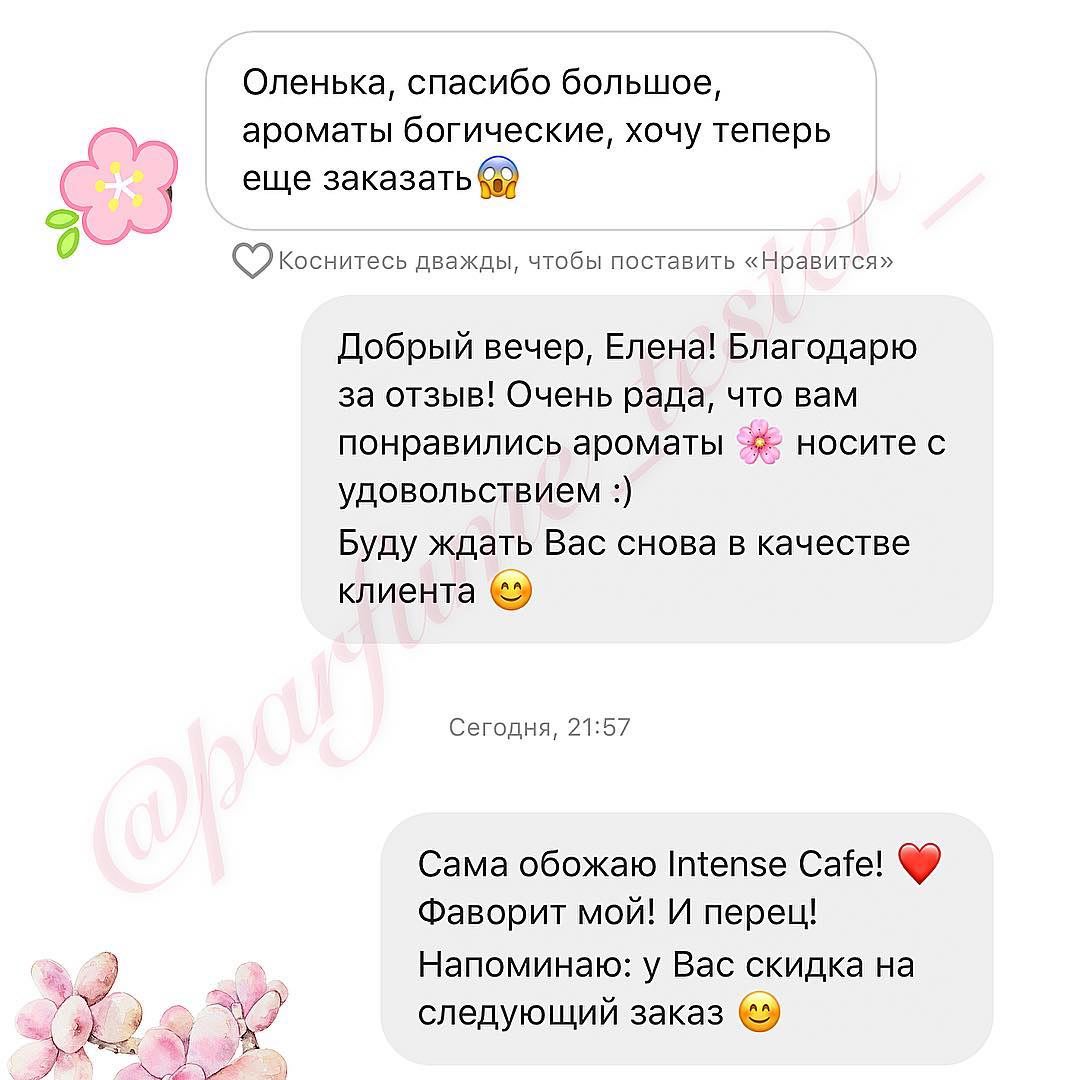 Оленька, спасибо большое,
ароматы богические, хочу теперь
еще заказать😱
Коснитесь дважды, чтобы поставить «Нравится»
Добрый вечер, Елена! Благодарю
за отзыв! Очень рада, что вам
понравились ароматы 🌸 носите с
удовольствием :)
Буду ждать Вас снова в качестве
клиента 😊
Сегодня, 21:57
Сама обожаю Intense Cafe! ❤️
Фаворит мой! И перец!
Напоминаю: у Вас скидка на
следующий заказ 😊
@parfume_tester_